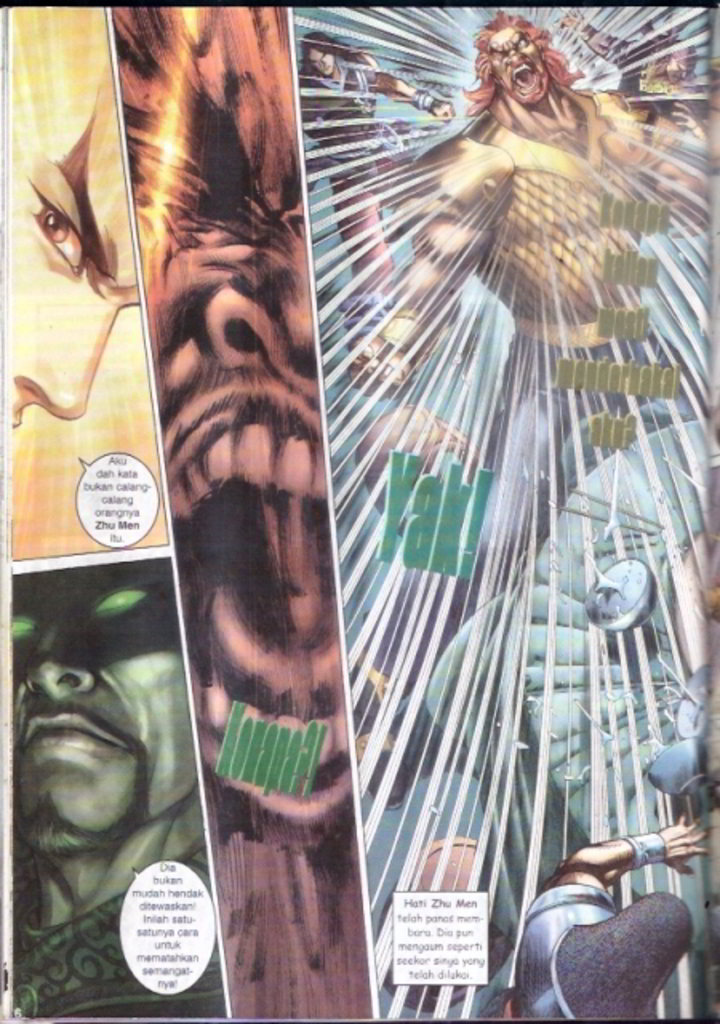 Aku
dah kata
bukan calang-
calang
orangnya
Zhu Men
itu.
Dia
bukan
mudah hendak
ditewaskan!
Inilah satu-
satunya cara
untuk
mematahkan
semangat-
nya!
Yak!
Hati Zhu Men
telah panas mem-
bara. Dia pun
mengaum seperti
seekor singa yang
telah dilukai.
6